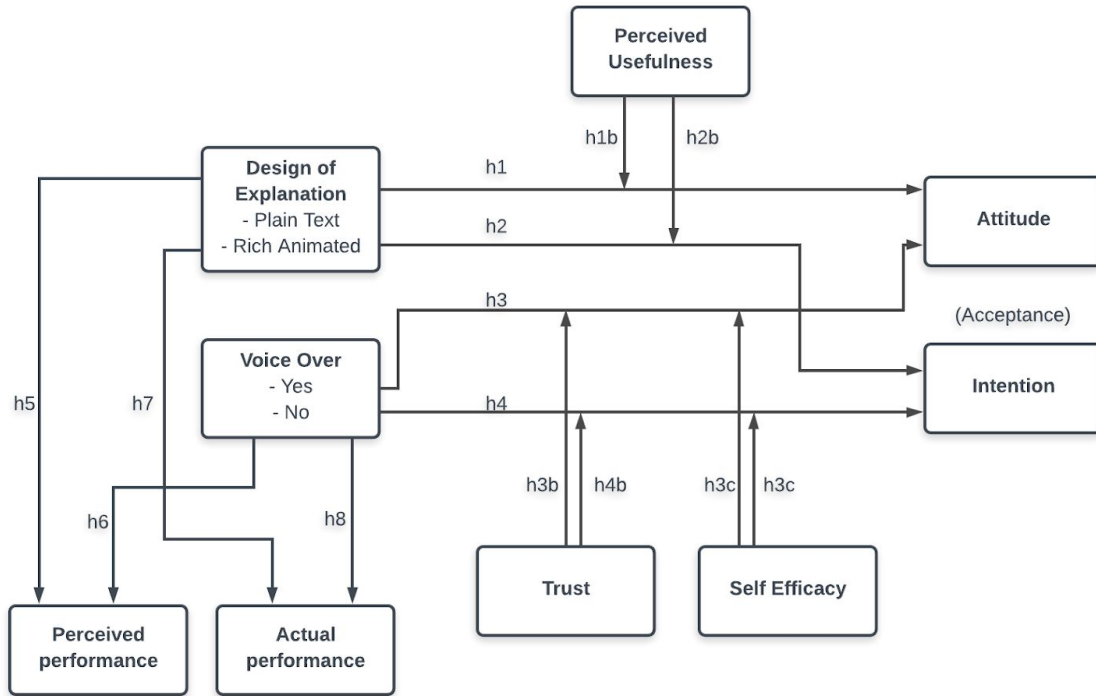 Perceived
Usefulness
h1b
h2b
Design of
Explanation
- Plain Text
- Rich Animated
h1
h2
Attitude
h3
(Acceptance)
Voice Over
- Yes
- No
h4
Intention
h5
h7
h6
h8
h3b
h4b
h3c
h3c
Trust
Self Efficacy
Perceived
performance
Actual
performance